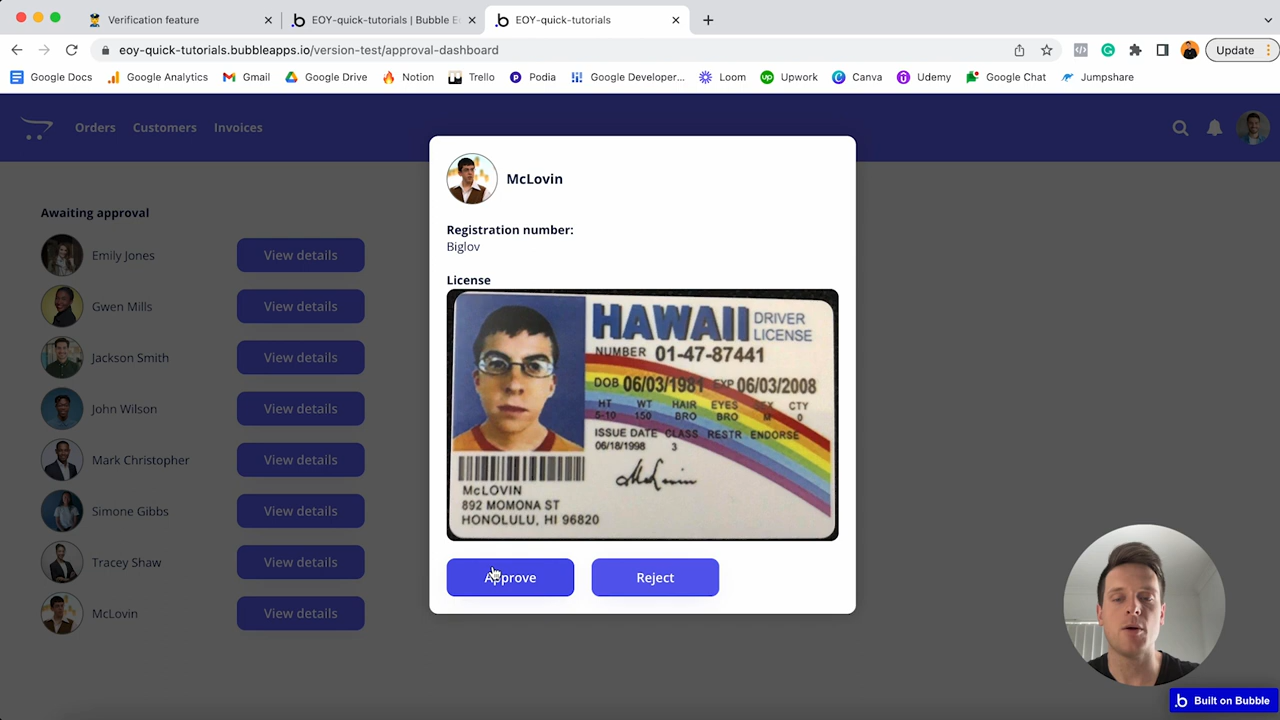 Verification feature
EOY-quick-tutorials | Bubble E
EOY-quick-tutorials
eoy-quick-tutorials.bubbleapps.io/version-test/approval-dashboard
Update
Google Docs
Google Analytics
Gmail
Google Drive
Notion
Trello
Podia
Google Developer...
Loom
Upwork
Canva
Udemy
Google Chat
Jumpshare
Orders
Customers
Invoices
Awaiting approval
Emily Jones
View details
Gwen Mills
View details
Jackson Smith
View details
John Wilson
View details
Mark Christopher
View details
Simone Gibbs
View details
Tracey Shaw
View details
McLovin
View details
McLovin
Registration number:
Biglov
License
HAWAII DRIVER
LICENSE
NUMBER 01-47-87441
DOB 06/03/1981 EXP 06/03/2008
HT WT HAIR EYES CTY
5-10 150 BRO BRO M 0
ISSUE DATE CLASS RESTR ENDORSE
06/18/1998 3
McLovin
McLOVIN
892 MOMONA ST
HONOLULU, HI 96820
Approve
Reject
Built on Bubble